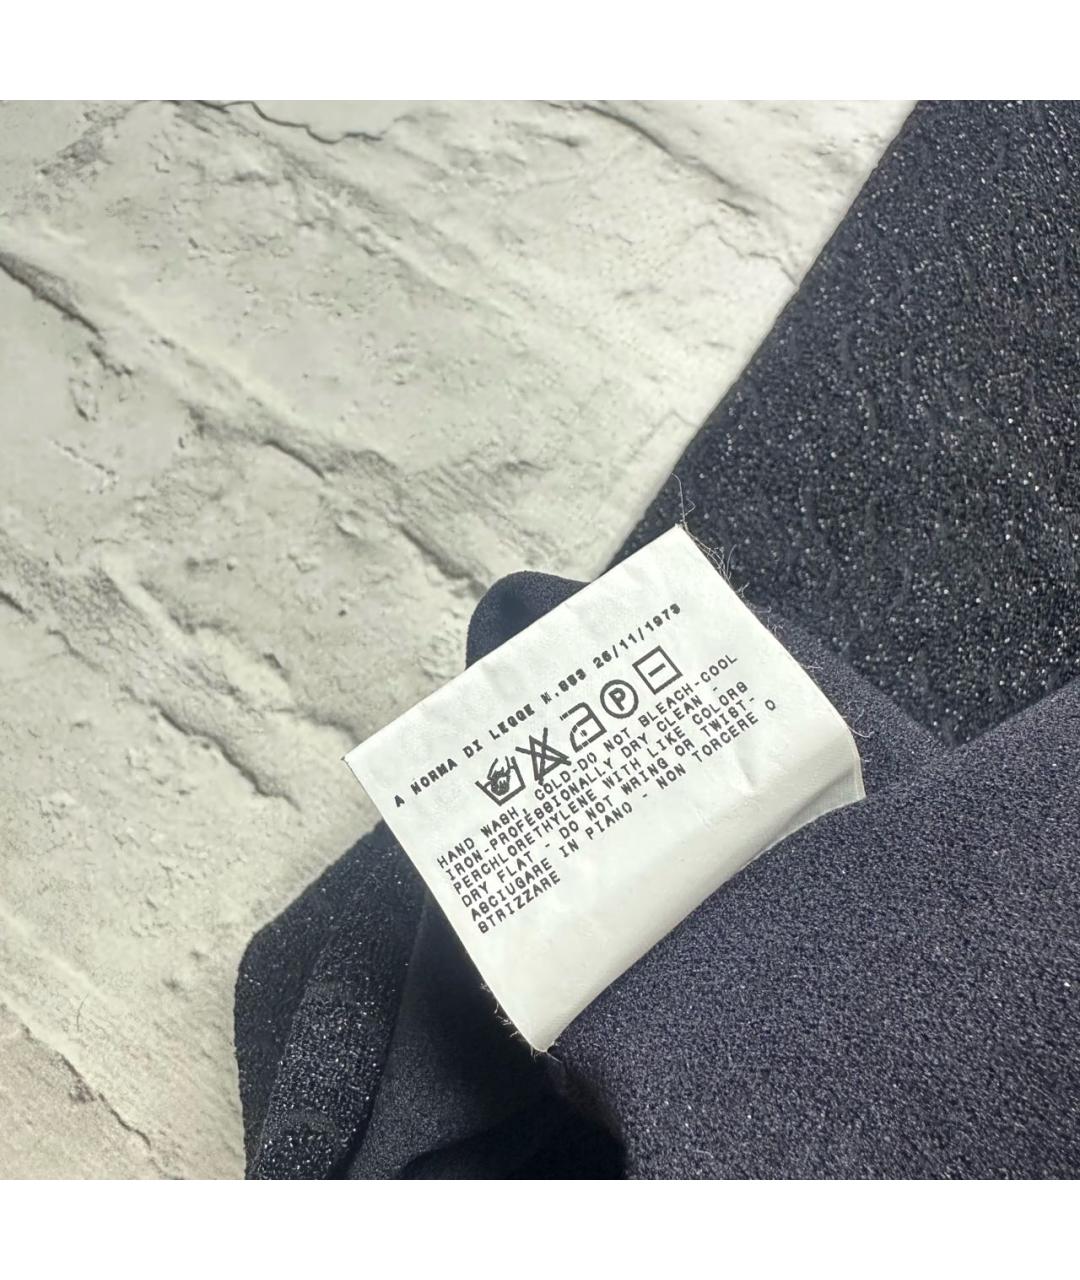 A NORMA DI LEGGE N.883 26/11/1973
P
HAND WASH, COLD-DO NOT BLEACH-COOL
IRON-PROFESSIONALLY DRY CLEAN -
PERCHLORETHYLENE WITH LIKE COLORS
DRY FLAT - DO NOT WRING OR TWIST-
ASCIUGARE IN PIANO - NON TORCERE O
STRIZZARE